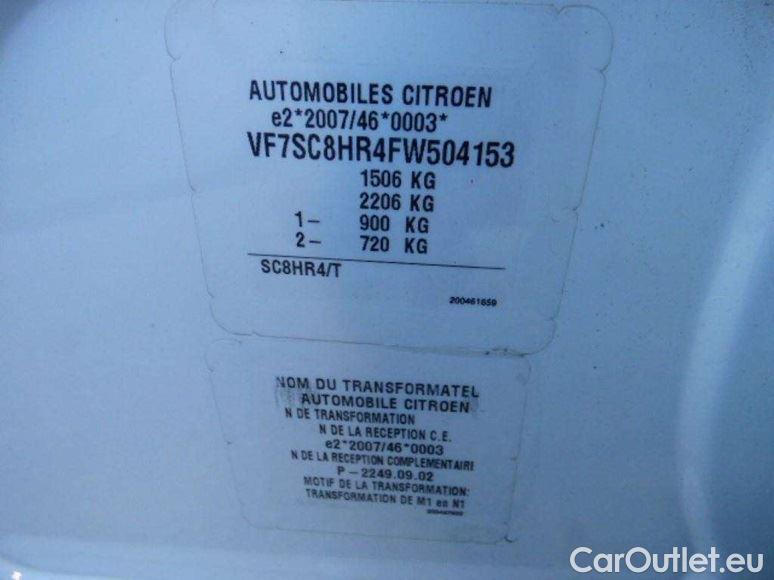 AUTOMOBILES CITROEN
e2*2007/46*0003*
VF7SC8HR4FW504153
1506 KG
2206 KG
1- 900 KG
2- 720 KG
SC8HR4/T
200461659
NOM DU TRANSFORMATEL
AUTOMOBILE CITROEN
N DE TRANSFORMATION
N DE LA RECEPTION C.E.
e2*2007/46*0003
N DE LA RECEPTION COMPLEMENTAIRE
P-2249.09.02
MOTIF DE LA TRANSFORMATION:
TRANSFORMATION DE M1 en N1
CarOutlet.eu